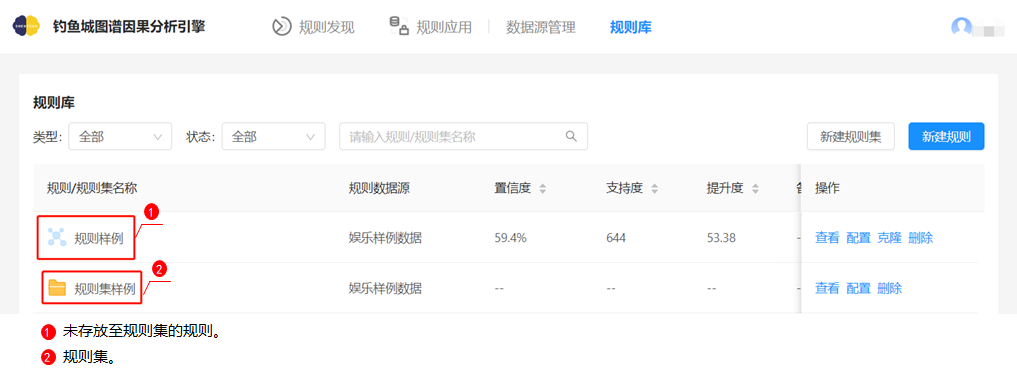 钓鱼城图谱因果分析引擎 规则发现 规则应用 数据源管理 规则库
规则库
类型: 全部 状态: 全部 请输入规则/规则集名称 新建规则集 新建规则
规则/规则集名称 规则数据源 置信度 支持度 提升度 操作
1
规则样例 娱乐样例数据 59.4% 644 53.38 -- 查看 配置 克隆 删除
2
规则集样例 娱乐样例数据 -- -- -- -- 查看 配置 删除
1 未存放至规则集的规则。
2 规则集。